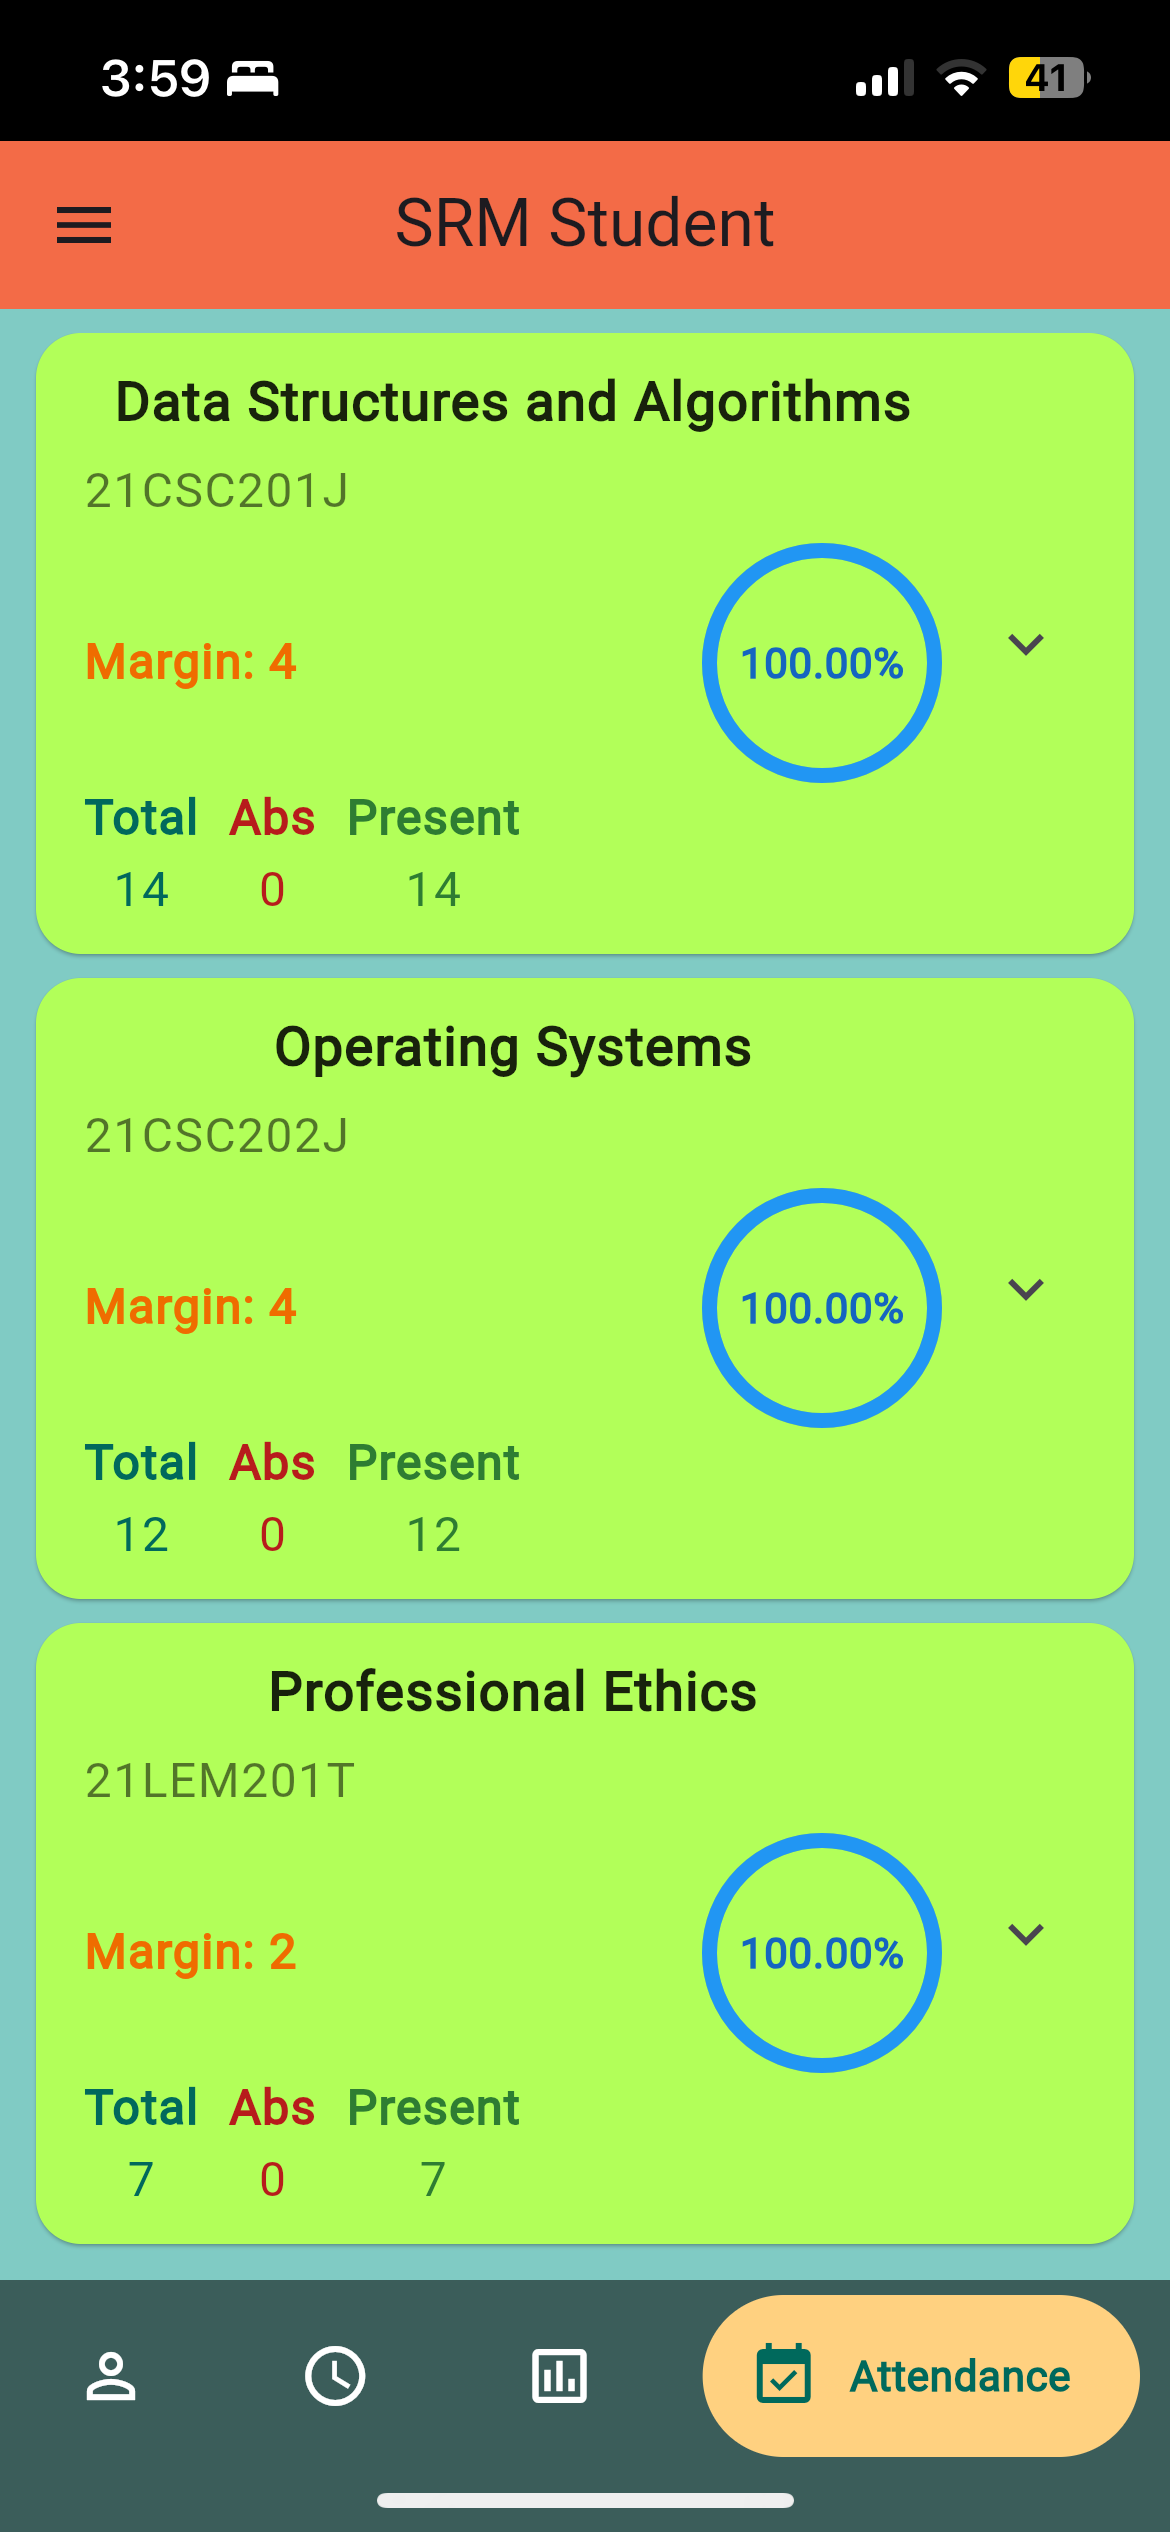 3:59
41
SRM Student
Data Structures and Algorithms
21CSC201J
Margin: 4
100.00%
Total Abs Present
14 0 14
Operating Systems
21CSC202J
Margin: 4
100.00%
Total Abs Present
12 0 12
Professional Ethics
21LEM201T
Margin: 2
100.00%
Total Abs Present
7 0 7
Attendance